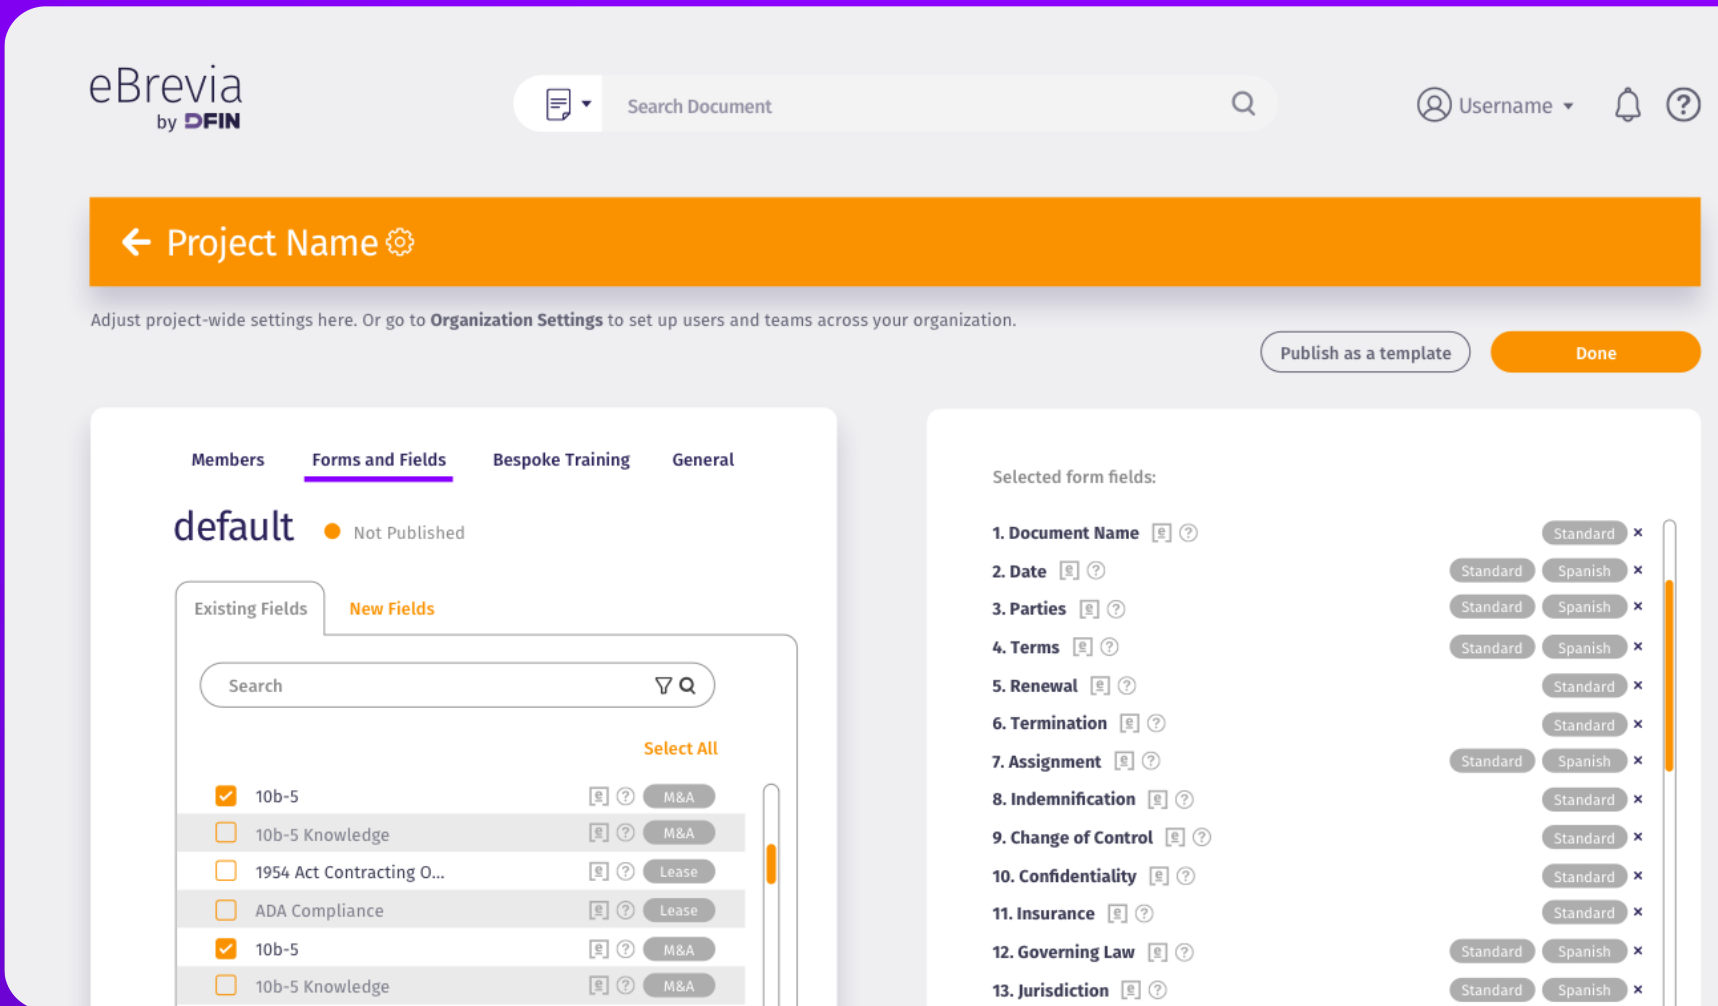 eBrevia
by DFIN
Search Document
Username
Project Name
Adjust project-wide settings here. Or go to Organization Settings to set up users and teams across your organization.
Publish as a template
Done
Members
Forms and Fields
Bespoke Training
General
default
Not Published
Existing Fields
New Fields
Search
Select All
10b-5 M&A
10b-5 Knowledge M&A
1954 Act Contracting O... Lease
ADA Compliance Lease
10b-5 M&A
10b-5 Knowledge M&A
Selected form fields:
1. Document Name Standard
2. Date Standard Spanish
3. Parties Standard Spanish
4. Terms Standard Spanish
5. Renewal Standard
6. Termination Standard
7. Assignment Standard Spanish
8. Indemnification Standard
9. Change of Control Standard
10. Confidentiality Standard
11. Insurance Standard
12. Governing Law Standard Spanish
13. Jurisdiction Standard Spanish